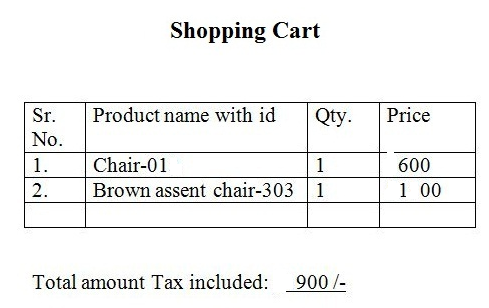 Shopping Cart
Sr. No. Product name with id Qty. Price
1. Chair-01 1 600
2. Brown assent chair-303 1 1 00
Total amount Tax included: 900 /-